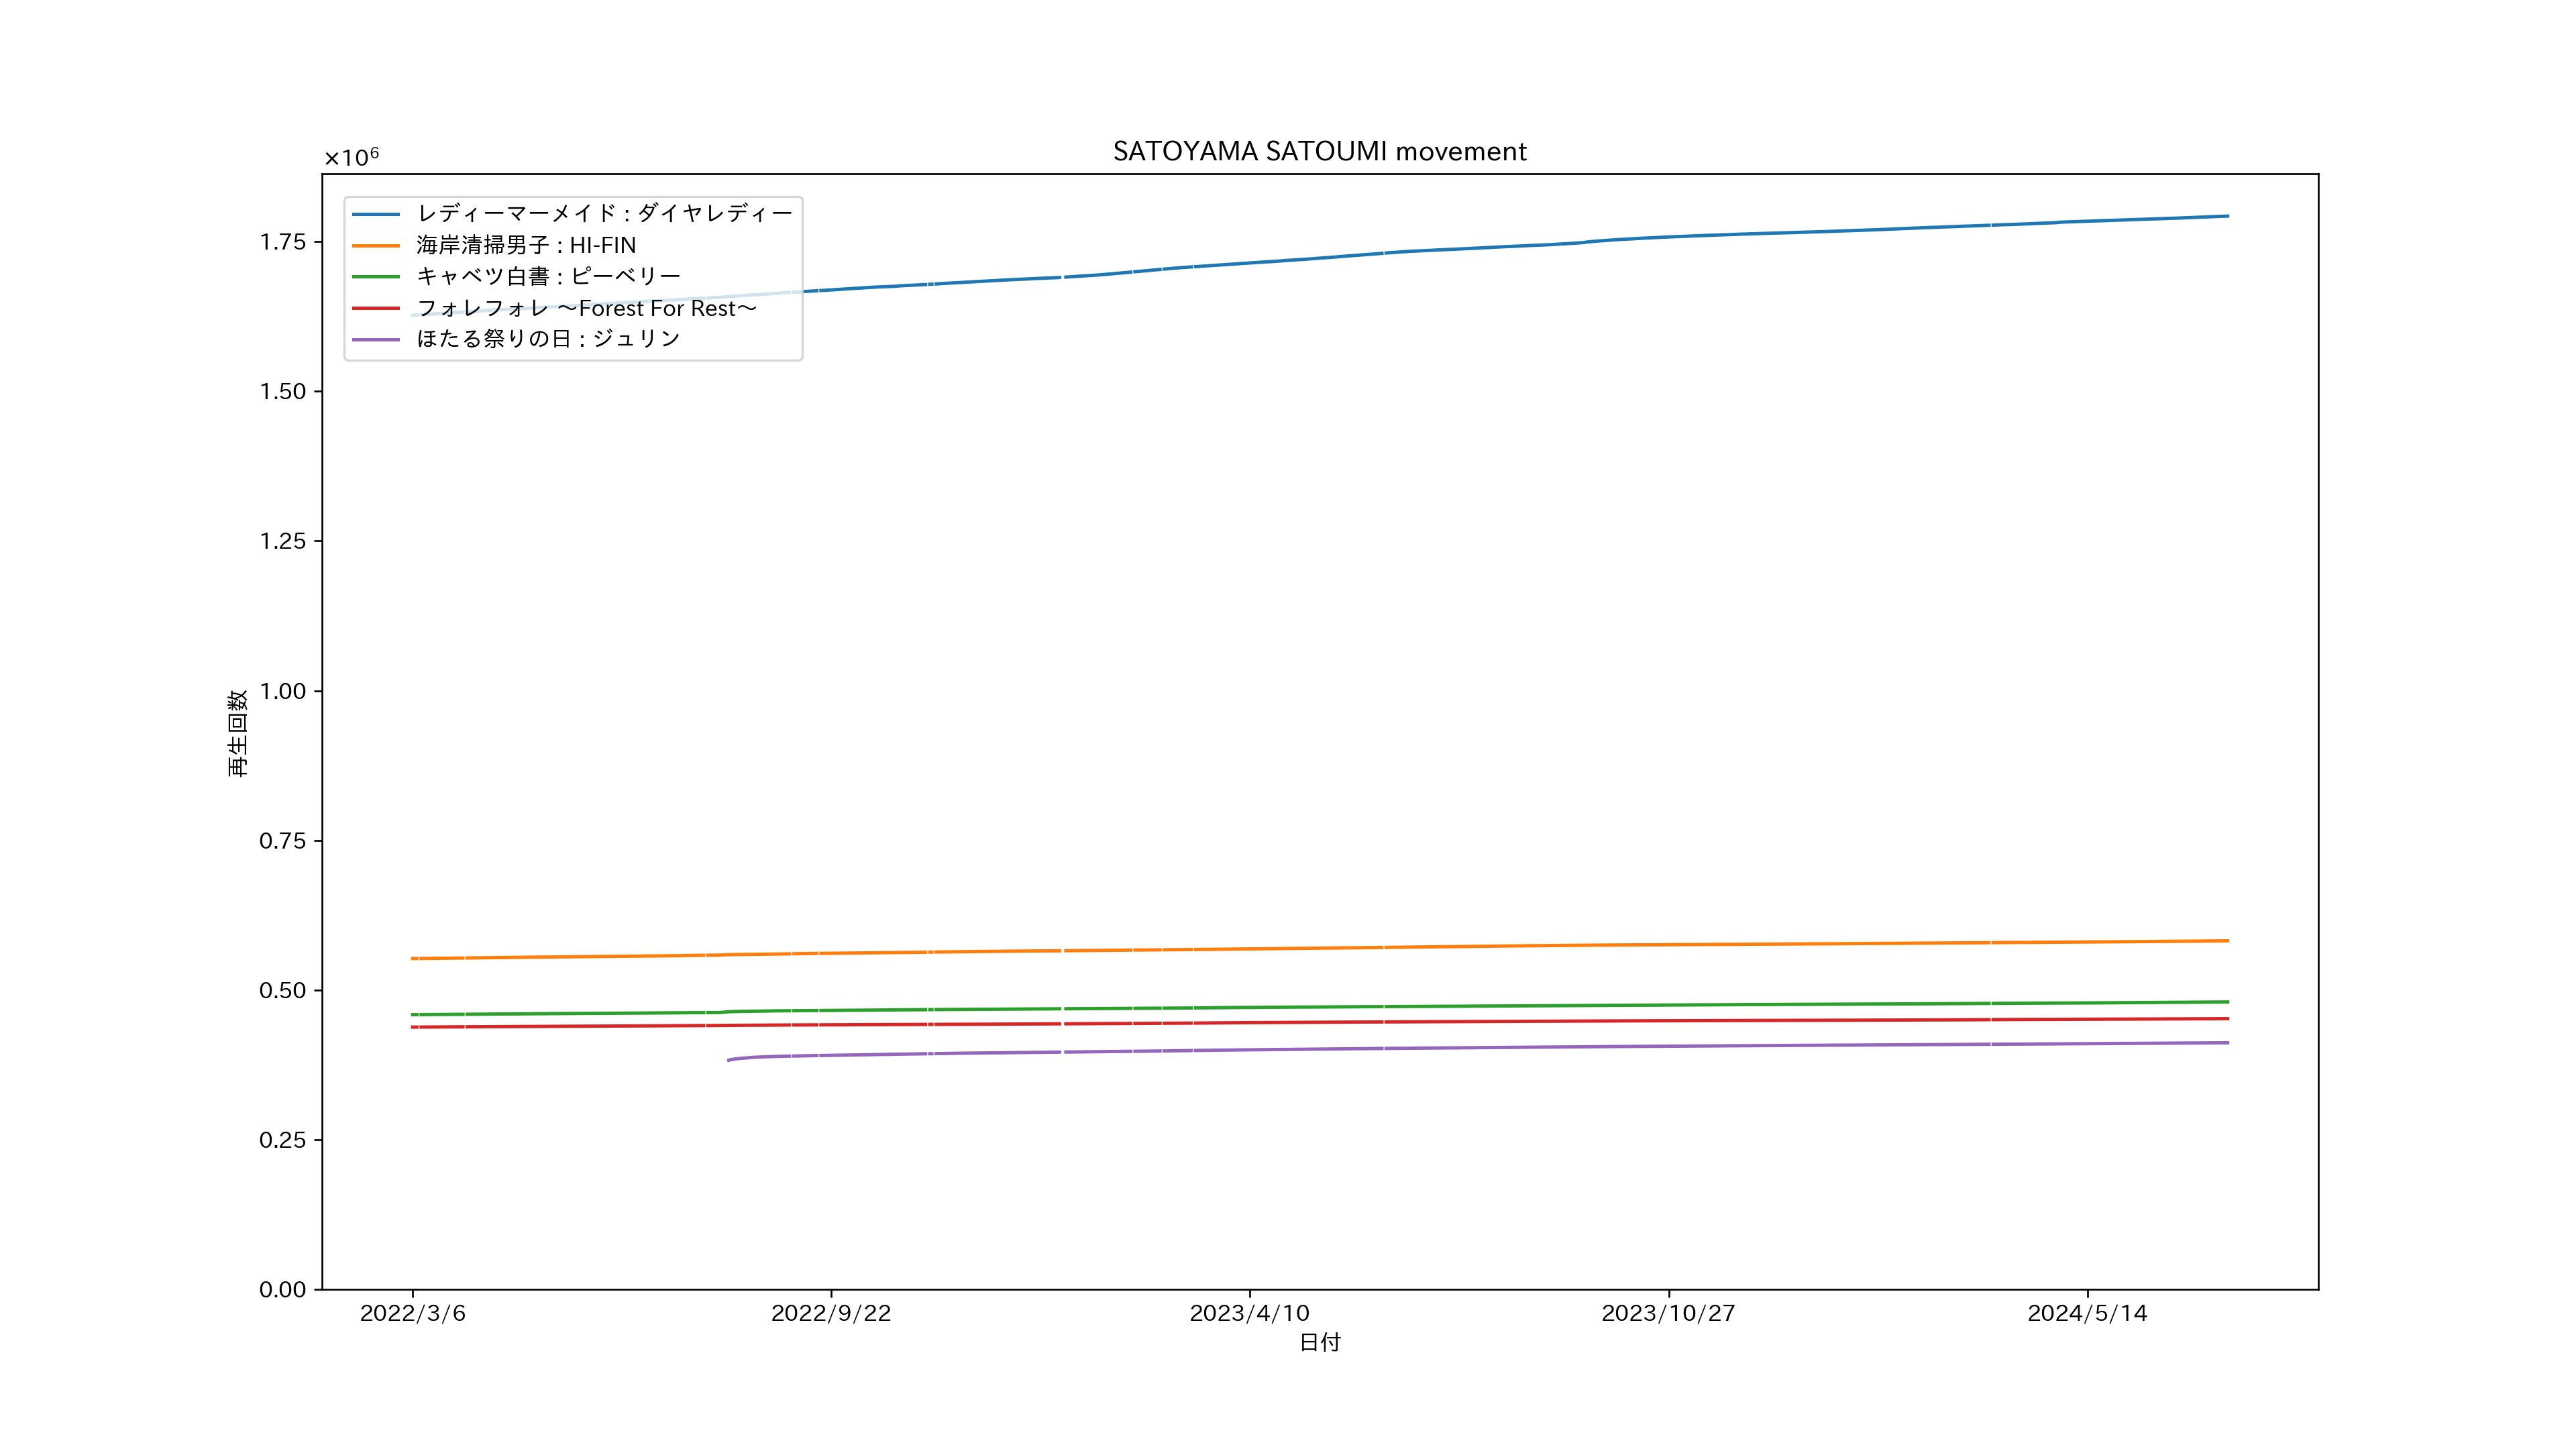 SATOYAMA SATOUMI movement
×10⁶
レディーマーメイド : ダイヤレディー
海岸清掃男子 : HI-FIN
キャベツ白書 : ピーベリー
フォレフォレ ～Forest For Rest～
ほたる祭りの日 : ジュリン
1.75
1.50
1.25
1.00
0.75
0.50
0.25
0.00
再生回数
2022/3/6 2022/9/22 2023/4/10 2023/10/27 2024/5/14
日付